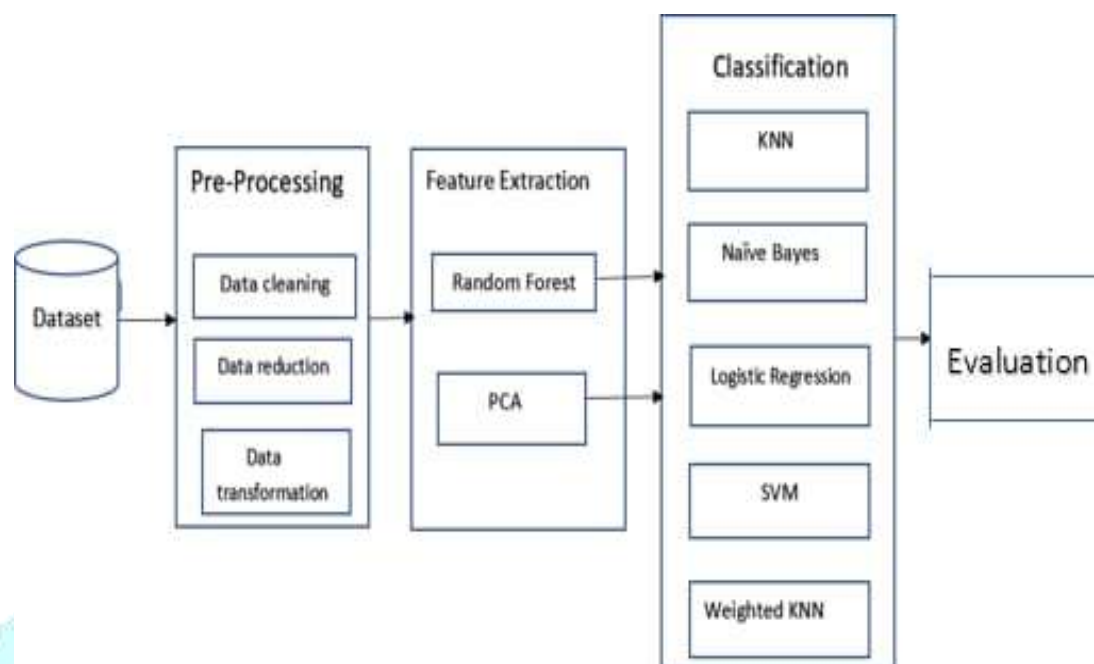 Dataset
Pre-Processing
Data cleaning
Data reduction
Data
transformation
Feature Extraction
Random Forest
PCA
Classification
KNN
Naïve Bayes
Logistic Regression
SVM
Weighted KNN
Evaluation